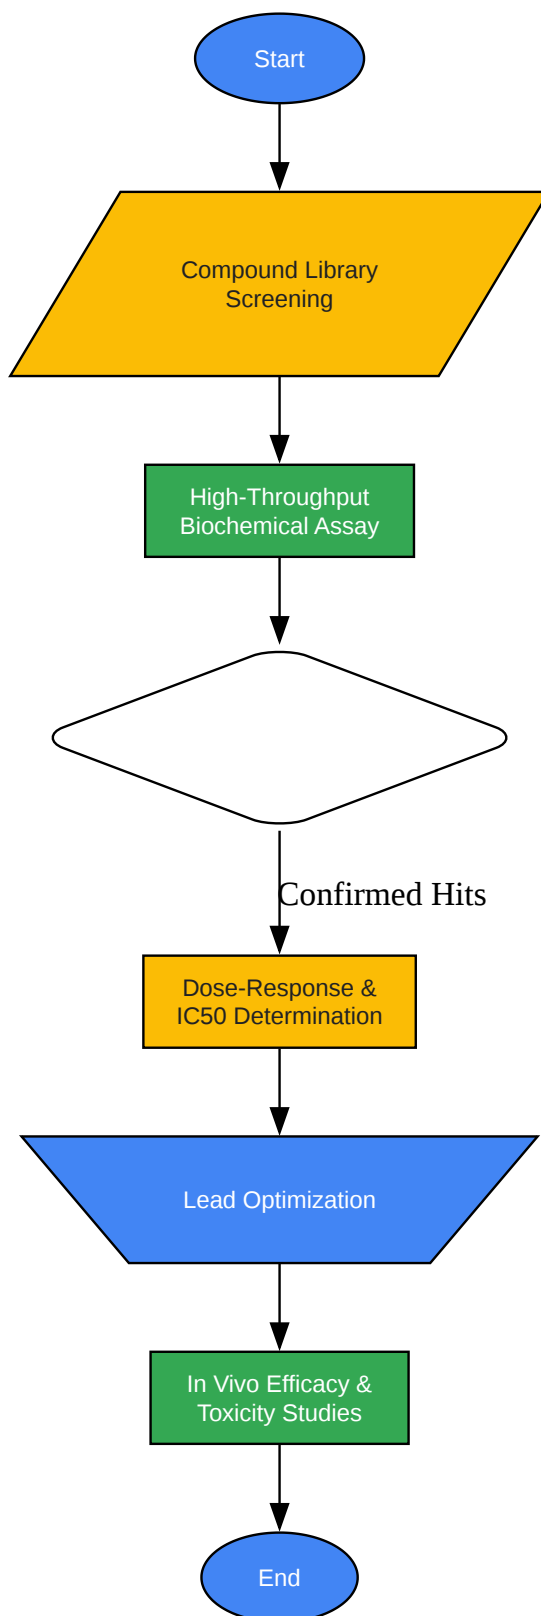 Start
Compound Library
Screening
High-Throughput
Biochemical Assay
Confirmed Hits
Dose-Response &
IC50 Determination
Lead Optimization
In Vivo Efficacy &
Toxicity Studies
End